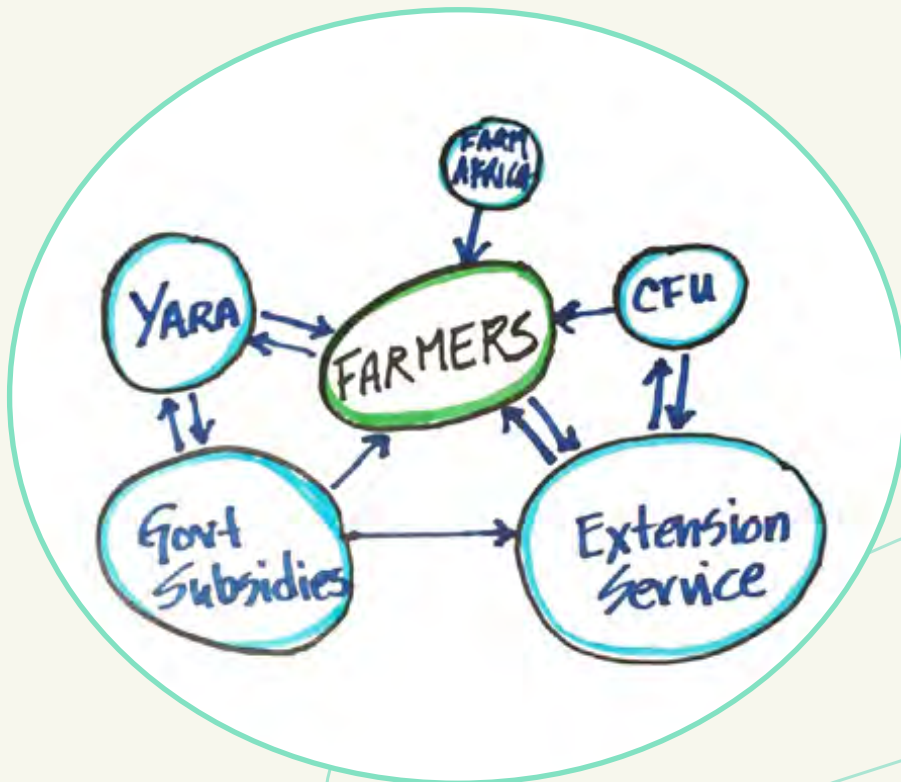 FARM
AFRICA
YARA
FARMERS
CFU
Govt
Subsidies
Extension
Service